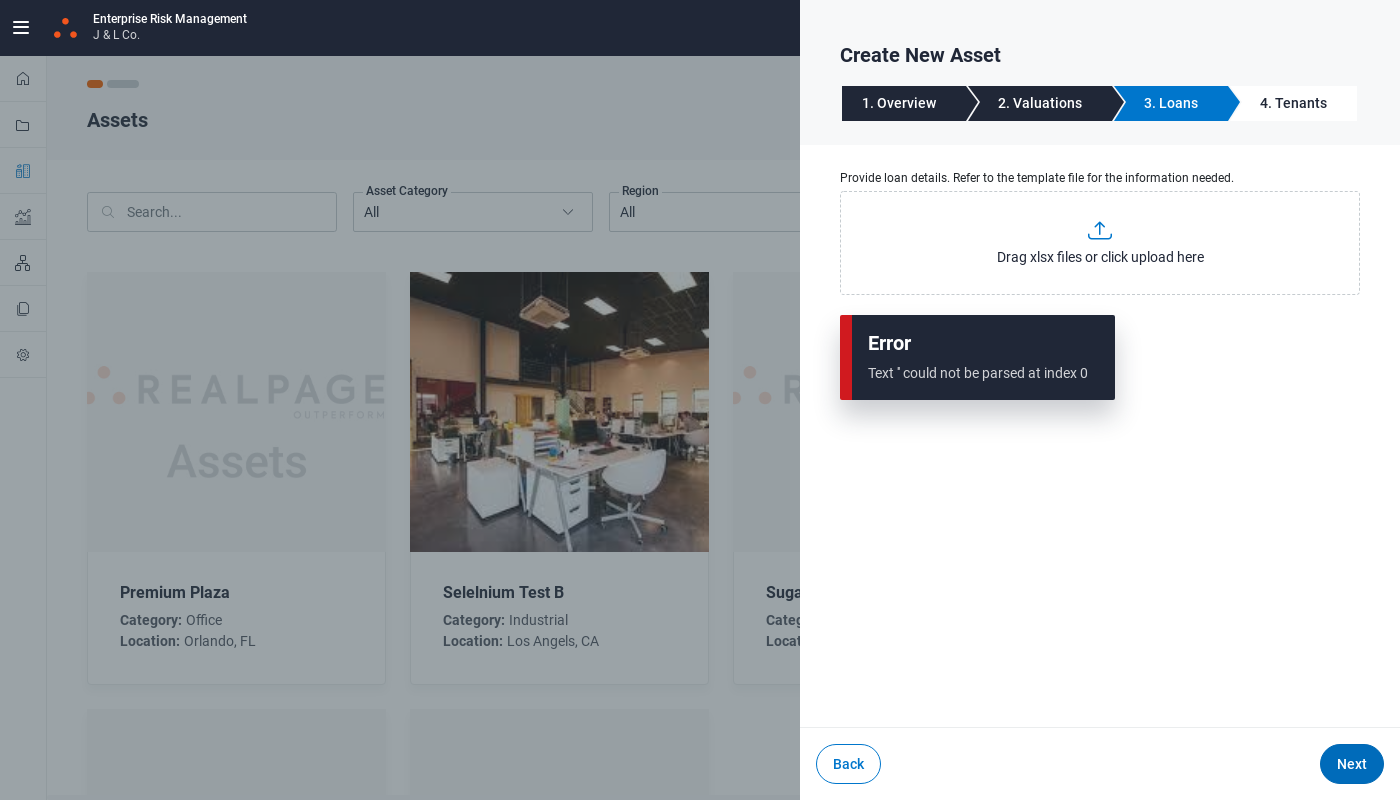 Enterprise Risk Management
J & L Co.
Assets
Search...
Asset Category
All
Region
All
REALPAGE
OUTPERFORM
Assets
Premium Plaza
Category: Office
Location: Orlando, FL
Selelnium Test B
Category: Industrial
Location: Los Angels, CA
Create New Asset
1. Overview
2. Valuations
3. Loans
4. Tenants
Provide loan details. Refer to the template file for the information needed.
Drag xlsx files or click upload here
Error
Text '' could not be parsed at index 0
Back
Next